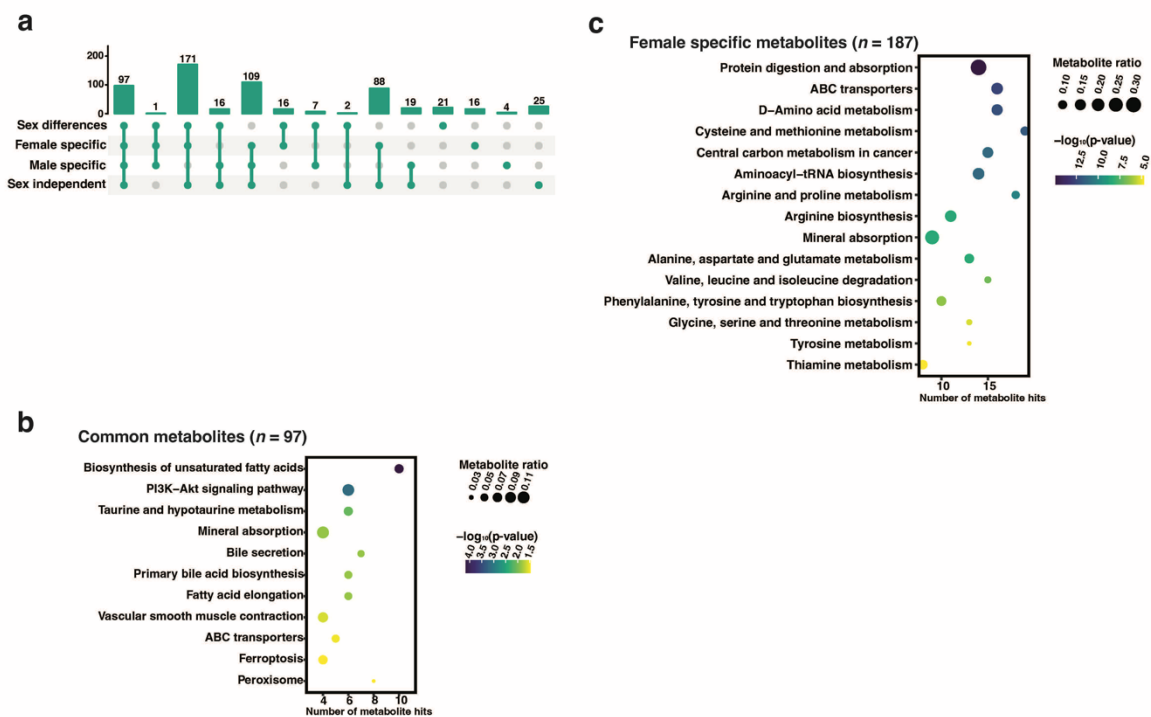 a
200
100
0
97
1
171
16
109
16
7
2
88
19
21
16
4
25
Sex differences
Female specific
Male specific
Sex independent
b
Common metabolites (n = 97)
Biosynthesis of unsaturated fatty acids
PI3K–Akt signaling pathway
Taurine and hypotaurine metabolism
Mineral absorption
Bile secretion
Primary bile acid biosynthesis
Fatty acid elongation
Vascular smooth muscle contraction
ABC transporters
Ferroptosis
Peroxisome
4 6 8 10
Number of metabolite hits
Metabolite ratio
0.03 0.05 0.07 0.09 0.11
−log₁₀(p-value)
4.0 3.5 3.0 2.5 2.0 1.5
c
Female specific metabolites (n = 187)
Protein digestion and absorption
ABC transporters
D–Amino acid metabolism
Cysteine and methionine metabolism
Central carbon metabolism in cancer
Aminoacyl–tRNA biosynthesis
Arginine and proline metabolism
Arginine biosynthesis
Mineral absorption
Alanine, aspartate and glutamate metabolism
Valine, leucine and isoleucine degradation
Phenylalanine, tyrosine and tryptophan biosynthesis
Glycine, serine and threonine metabolism
Tyrosine metabolism
Thiamine metabolism
10 15
Number of metabolite hits
Metabolite ratio
0.10 0.15 0.20 0.25 0.30
−log₁₀(p-value)
12.5 10.0 7.5 5.0